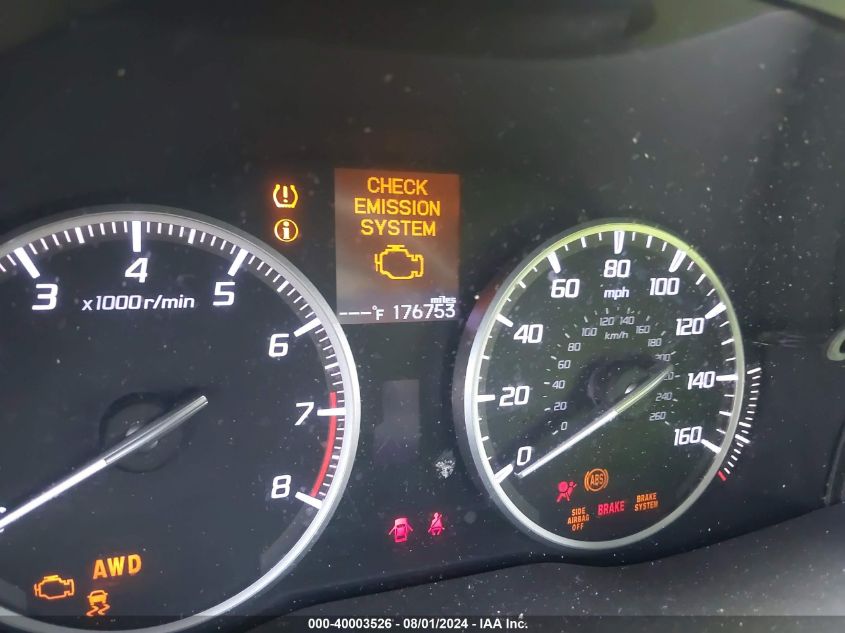 CHECK
EMISSION
SYSTEM
miles
---°F 176753
3 4 5 6 7 8
x1000r/min
AWD
0 20 40 60 80 100 120 140 160
mph
0 20 40 60 80 100 120 140 160 180 200 220 240 260
km/h
ABS
SIDE
AIRBAG
OFF
BRAKE
BRAKE
SYSTEM
000-40003526 - 08/01/2024 - IAA Inc.